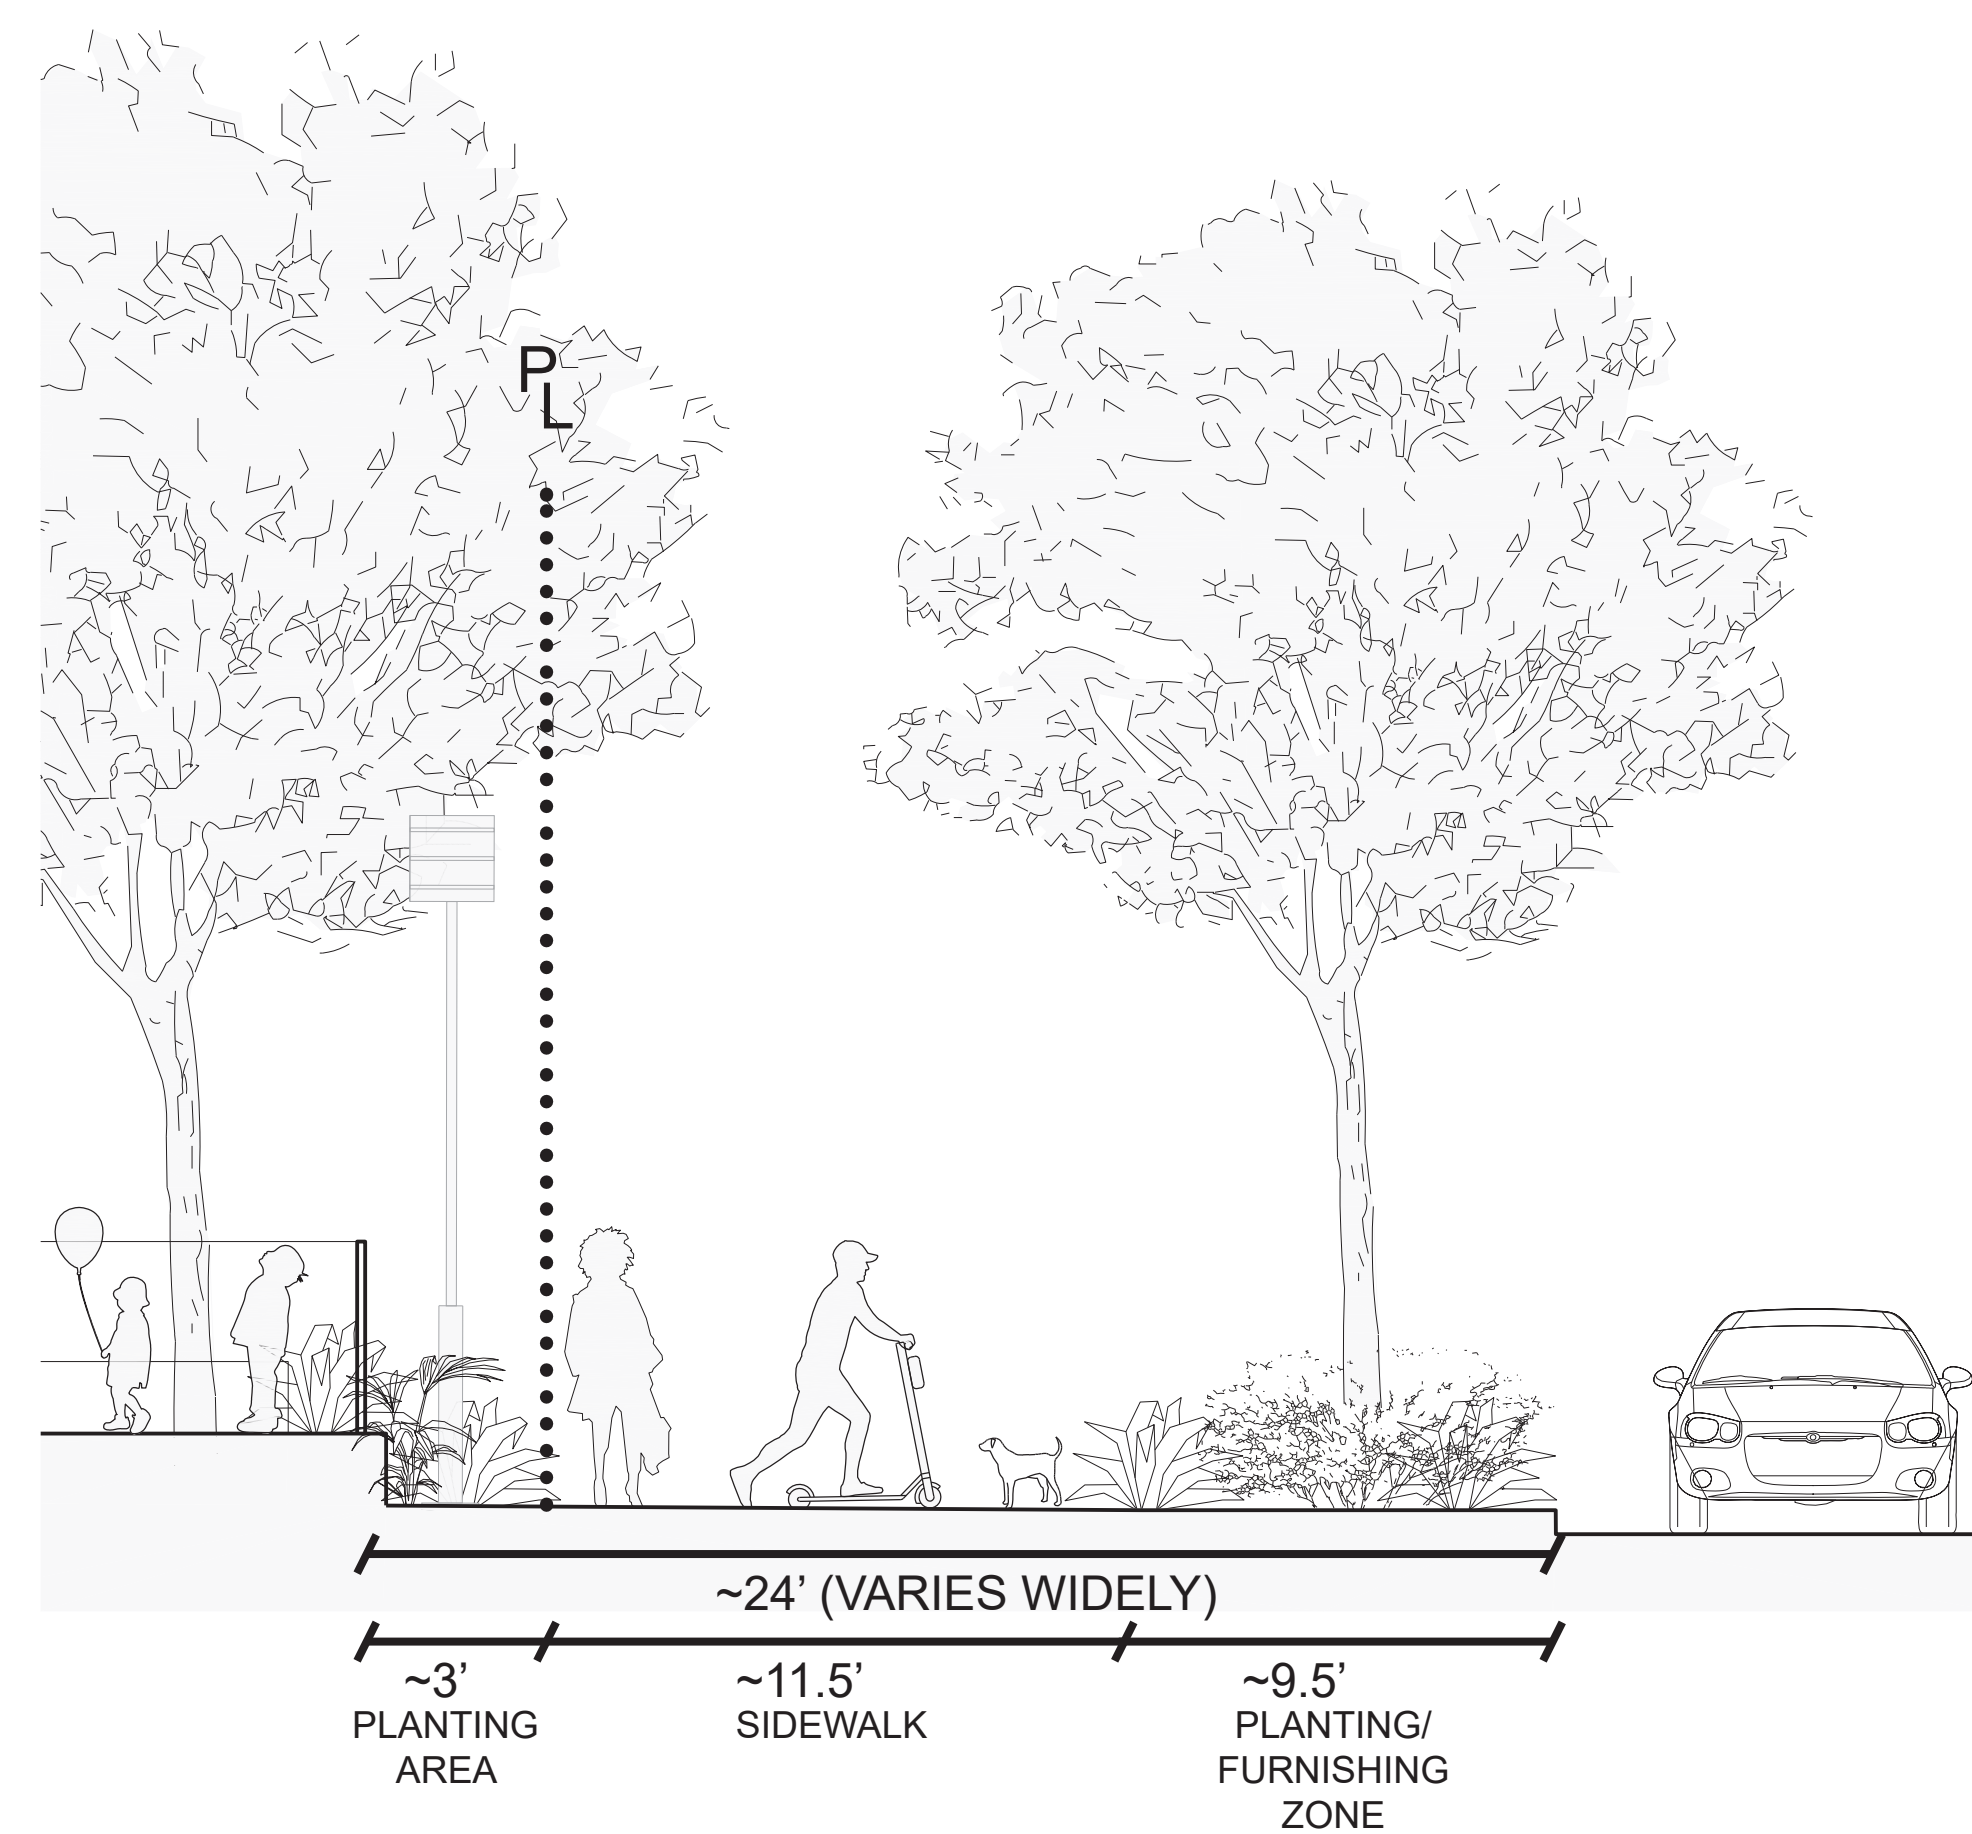 PL
~24’ (VARIES WIDELY)
~3’
PLANTING
AREA
~11.5’
SIDEWALK
~9.5’
PLANTING/
FURNISHING
ZONE